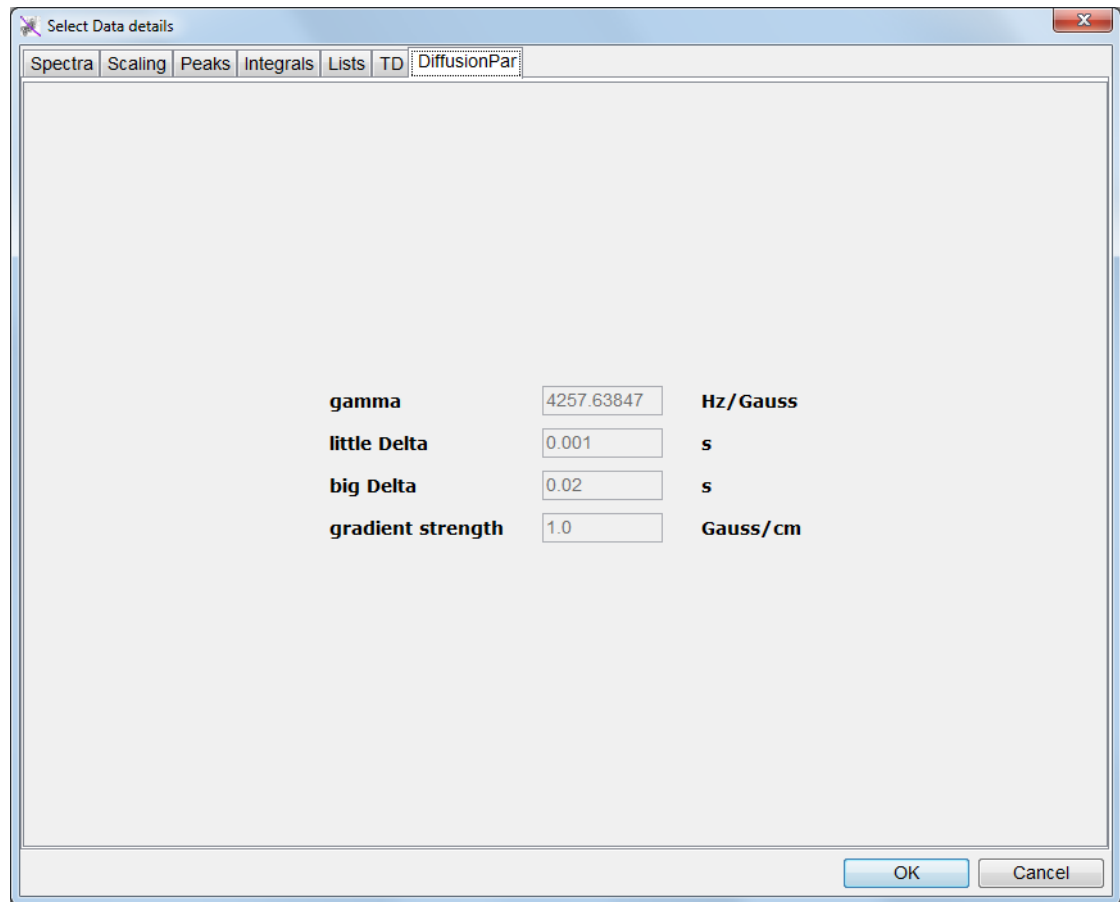 Select Data details
Spectra Scaling Peaks Integrals Lists TD DiffusionPar
gamma 4257.63847 Hz/Gauss
little Delta 0.001 s
big Delta 0.02 s
gradient strength 1.0 Gauss/cm
OK Cancel